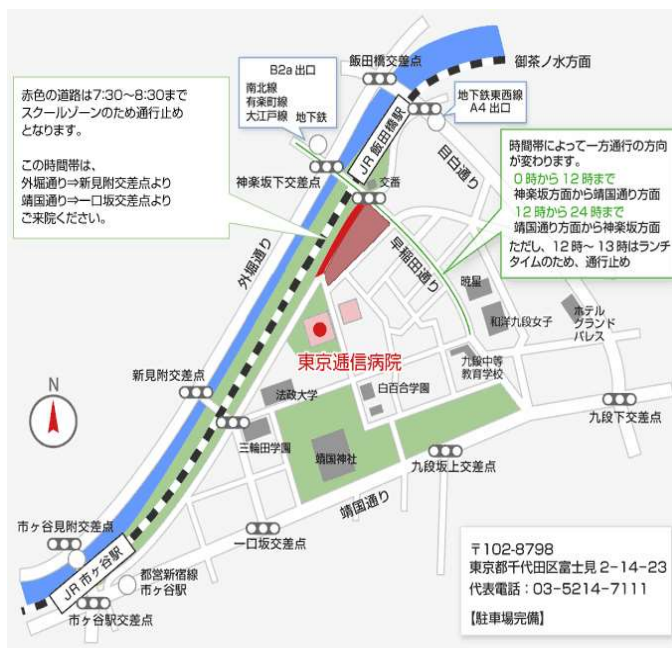 飯田橋交差点
御茶ノ水方面
B2a 出口
南北線
有楽町線
大江戸線
地下鉄
地下鉄東西線
A4 出口
赤色の道路は7:30〜8:30まで
スクールゾーンのため通行止め
となります。
この時間帯は、
外堀通り⇒新見附交差点より
靖国通り⇒一口坂交差点より
ご来院ください。
JR 飯田橋駅
目白通り
時間帯によって一方通行の方向
が変わります。
0時から12時まで
神楽坂方面から靖国通り方面
12時から24時まで
靖国通り方面から神楽坂方面
ただし、12時〜13時はランチ
タイムのため、通行止め
神楽坂下交差点
交番
早稲田通り
外堀通り
暁星
和洋九段女子
ホテル
グランド
パレス
東京逓信病院
九段中等
教育学校
新見附交差点
法政大学
白百合学園
N
三輪田学園
靖国神社
九段下交差点
九段坂上交差点
靖国通り
市ヶ谷見附交差点
一口坂交差点
JR 市ヶ谷駅
都営新宿線
市ヶ谷駅
市ヶ谷駅交差点
〒102-8798
東京都千代田区富士見 2-14-23
代表電話：03-5214-7111
【駐車場完備】